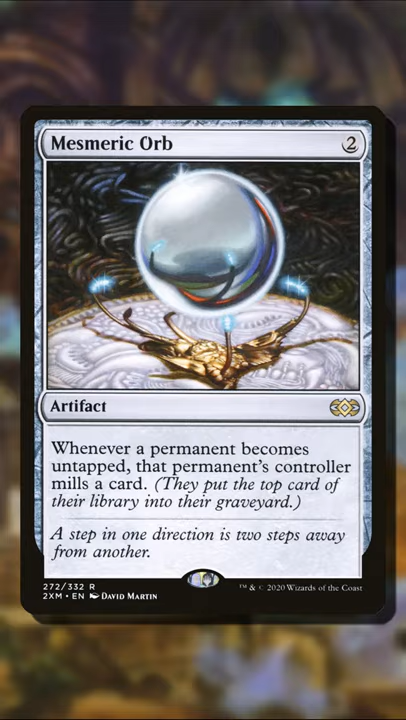 Mesmeric Orb 2
Artifact
Whenever a permanent becomes
untapped, that permanent's controller
mills a card. (They put the top card of
their library into their graveyard.)
A step in one direction is two steps away
from another.
272/332 R
™ & © 2020 Wizards of the Coast
2XM • EN DAVID MARTIN